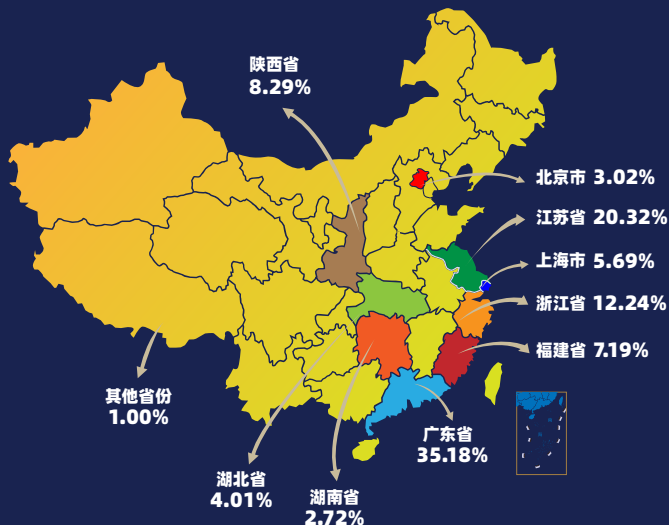 陕西省
8.29%
北京市 3.02%
江苏省 20.32%
上海市 5.69%
浙江省 12.24%
福建省 7.19%
其他省份
1.00%
广东省
35.18%
湖北省
4.01%
湖南省
2.72%